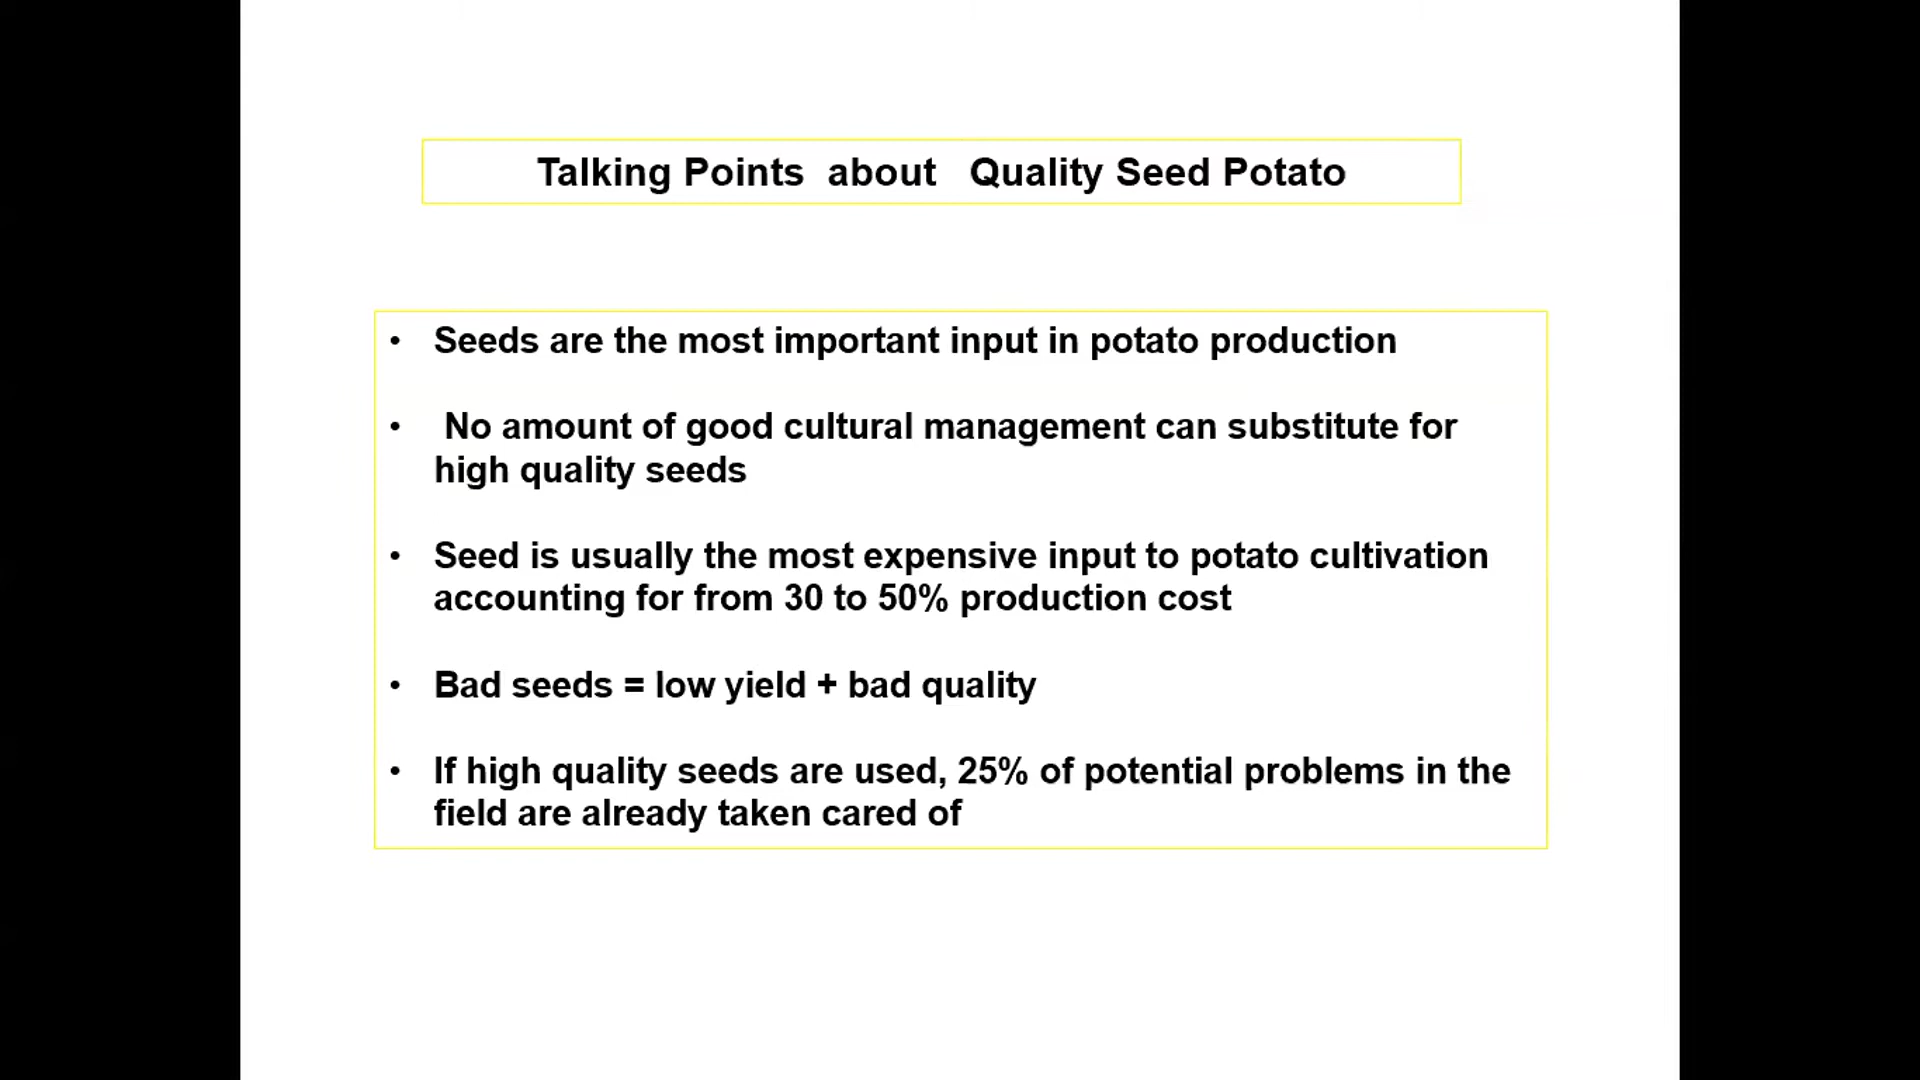 Talking Points about Quality Seed Potato
• Seeds are the most important input in potato production
• No amount of good cultural management can substitute for
high quality seeds
• Seed is usually the most expensive input to potato cultivation
accounting for from 30 to 50% production cost
• Bad seeds = low yield + bad quality
• If high quality seeds are used, 25% of potential problems in the
field are already taken cared of